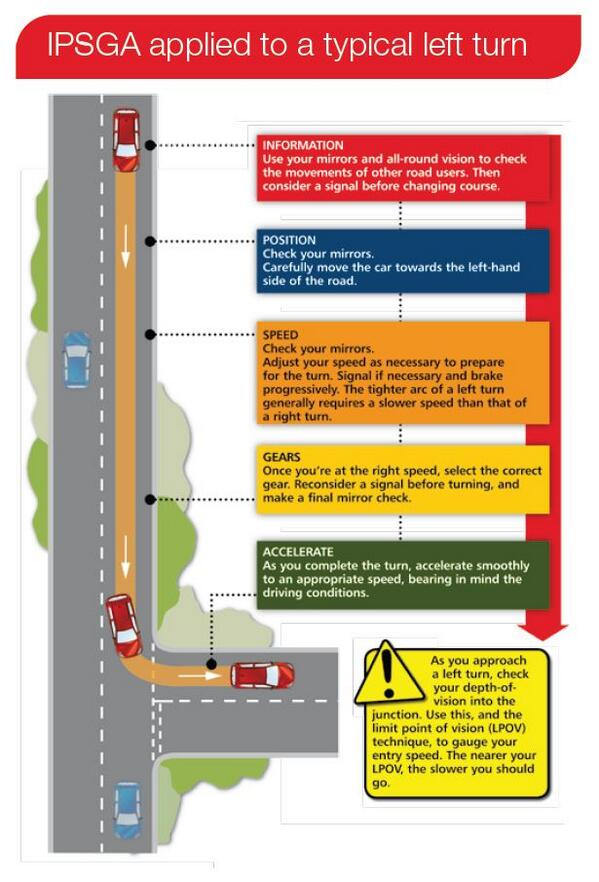 IPSGA applied to a typical left turn
INFORMATION
Use your mirrors and all-round vision to check
the movements of other road users. Then
consider a signal before changing course.
POSITION
Check your mirrors.
Carefully move the car towards the left-hand
side of the road.
SPEED
Check your mirrors.
Adjust your speed as necessary to prepare
for the turn. Signal if necessary and brake
progressively. The tighter arc of a left turn
generally requires a slower speed than that of
a right turn.
GEARS
Once you're at the right speed, select the correct
gear. Reconsider a signal before turning, and
make a final mirror check.
ACCELERATE
As you complete the turn, accelerate smoothly
to an appropriate speed, bearing in mind the
driving conditions.
As you approach
a left turn, check
your depth-of-
vision into the
junction. Use this, and the
limit point of vision (LPOV)
technique, to gauge your
entry speed. The nearer your
LPOV, the slower you should
go.